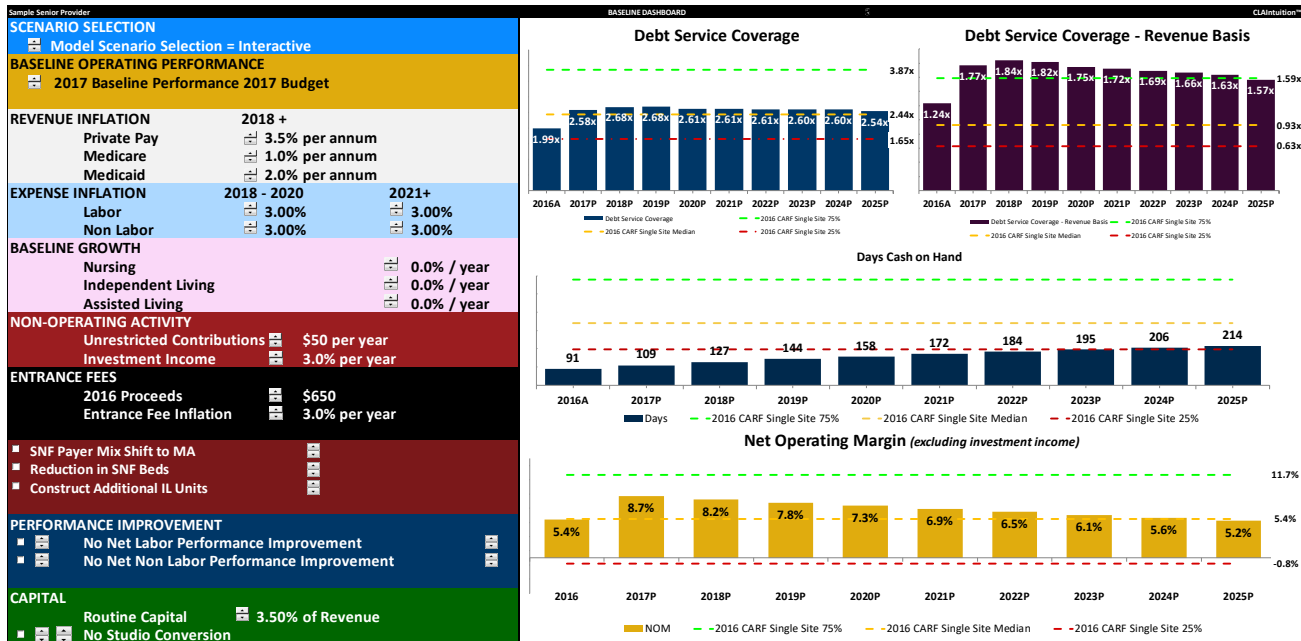 Sample Senior Provider
BASELINE DASHBOARD
CLAIntuition™
SCENARIO SELECTION
Model Scenario Selection = Interactive
BASELINE OPERATING PERFORMANCE
2017 Baseline Performance 2017 Budget
REVENUE INFLATION 2018 +
Private Pay 3.5% per annum
Medicare 1.0% per annum
Medicaid 2.0% per annum
EXPENSE INFLATION 2018 - 2020 2021+
Labor 3.00% 3.00%
Non Labor 3.00% 3.00%
BASELINE GROWTH
Nursing 0.0% / year
Independent Living 0.0% / year
Assisted Living 0.0% / year
NON-OPERATING ACTIVITY
Unrestricted Contributions $50 per year
Investment Income 3.0% per year
ENTRANCE FEES
2016 Proceeds $650
Entrance Fee Inflation 3.0% per year
SNF Payer Mix Shift to MA
Reduction in SNF Beds
Construct Additional IL Units
PERFORMANCE IMPROVEMENT
No Net Labor Performance Improvement
No Net Non Labor Performance Improvement
CAPITAL
Routine Capital 3.50% of Revenue
No Studio Conversion
Debt Service Coverage
3.87x
2.44x
1.65x
1.99x 2.58x 2.68x 2.68x 2.61x 2.61x 2.61x 2.60x 2.60x 2.54x
2016A 2017P 2018P 2019P 2020P 2021P 2022P 2023P 2024P 2025P
Debt Service Coverage 2016 CARF Single Site 75%
2016 CARF Single Site Median 2016 CARF Single Site 25%
Debt Service Coverage - Revenue Basis
1.59x
0.93x
0.63x
1.24x 1.77x 1.84x 1.82x 1.75x 1.72x 1.69x 1.66x 1.63x 1.57x
2016A 2017P 2018P 2019P 2020P 2021P 2022P 2023P 2024P 2025P
Debt Service Coverage - Revenue Basis 2016 CARF Single Site 75%
2016 CARF Single Site Median 2016 CARF Single Site 25%
Days Cash on Hand
91 109 127 144 158 172 184 195 206 214
2016A 2017P 2018P 2019P 2020P 2021P 2022P 2023P 2024P 2025P
Days 2016 CARF Single Site 75% 2016 CARF Single Site Median 2016 CARF Single Site 25%
Net Operating Margin (excluding investment income)
11.7%
5.4%
-0.8%
5.4% 8.7% 8.2% 7.8% 7.3% 6.9% 6.5% 6.1% 5.6% 5.2%
2016 2017P 2018P 2019P 2020P 2021P 2022P 2023P 2024P 2025P
NOM 2016 CARF Single Site 75% 2016 CARF Single Site Median 2016 CARF Single Site 25%